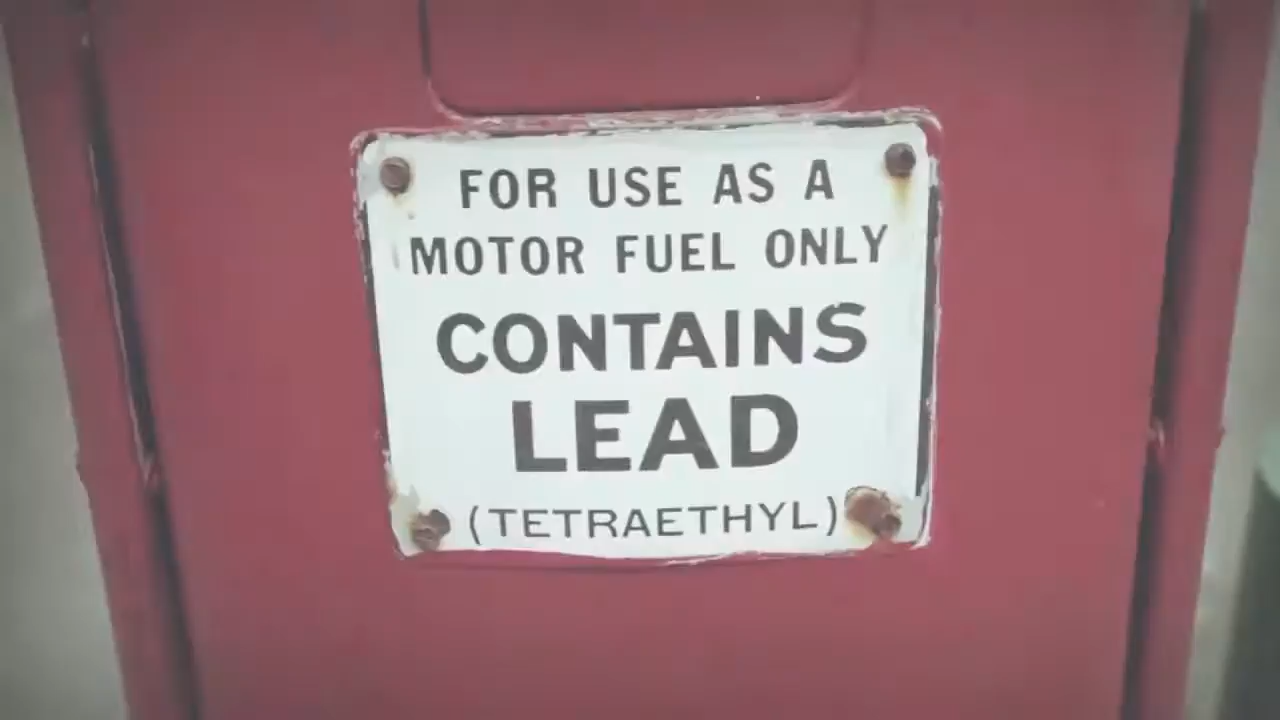 FOR USE AS A
MOTOR FUEL ONLY
CONTAINS
LEAD
(TETRAETHYL)